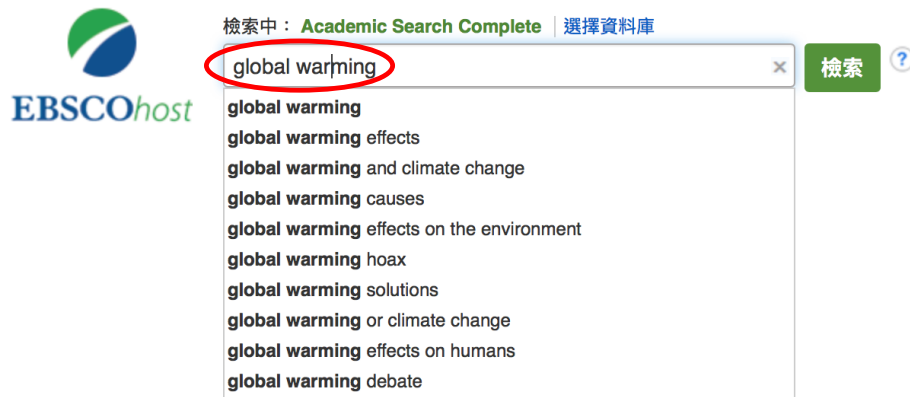 檢索中： Academic Search Complete 選擇資料庫
global warming × 檢索 ?
EBSCOhost
global warming
global warming effects
global warming and climate change
global warming causes
global warming effects on the environment
global warming hoax
global warming solutions
global warming or climate change
global warming effects on humans
global warming debate